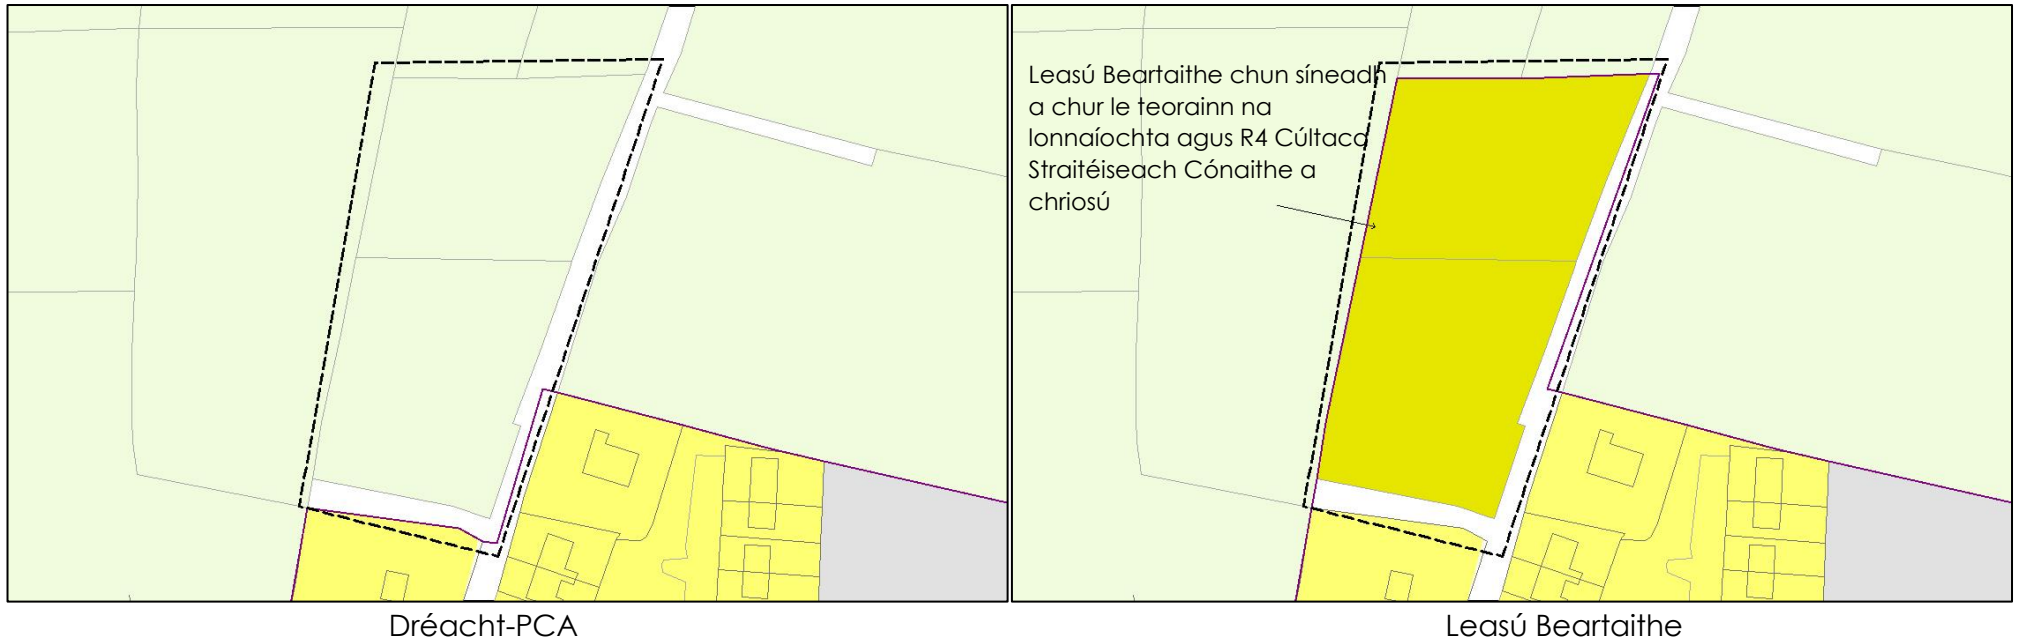 Leasú Beartaithe chun síneadh
a chur le teorainn na
lonnaíochta agus R4 Cúltaca
Straitéiseach Cónaithe a
chriosú
Dréacht-PCA
Leasú Beartaithe